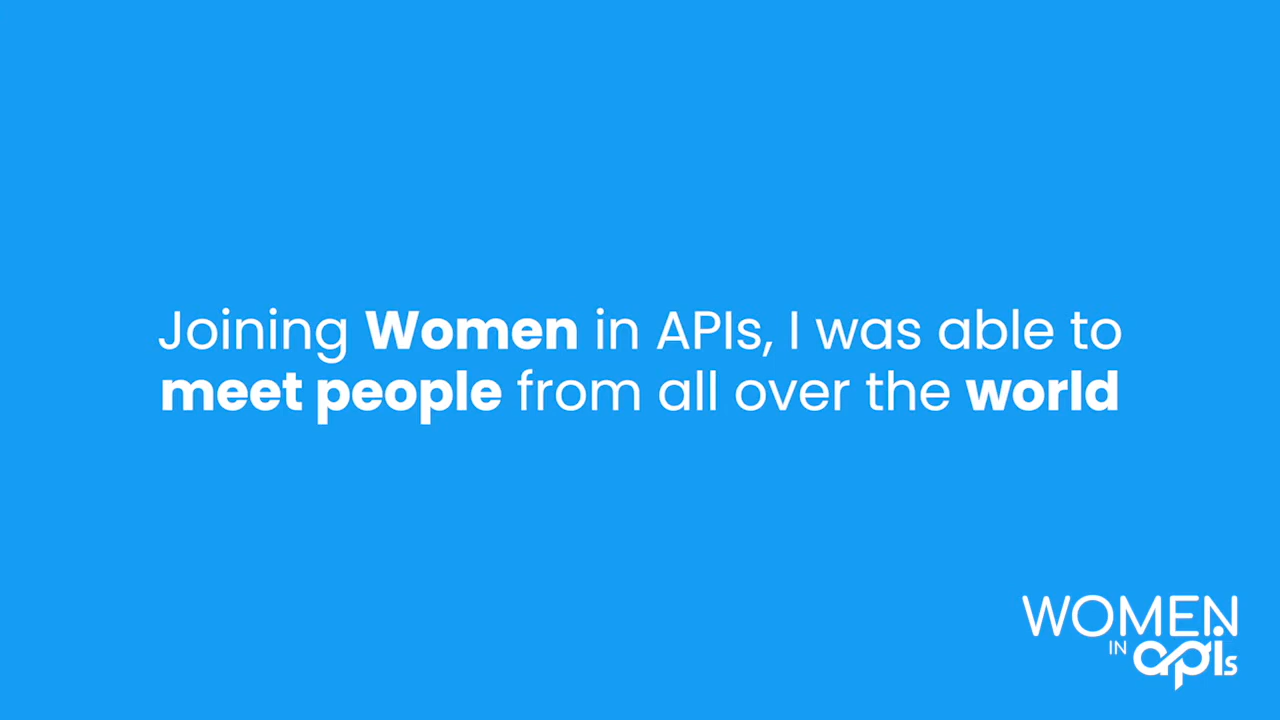 Joining Women in APIs, I was able to
meet people from all over the world
WOMEN
IN apis